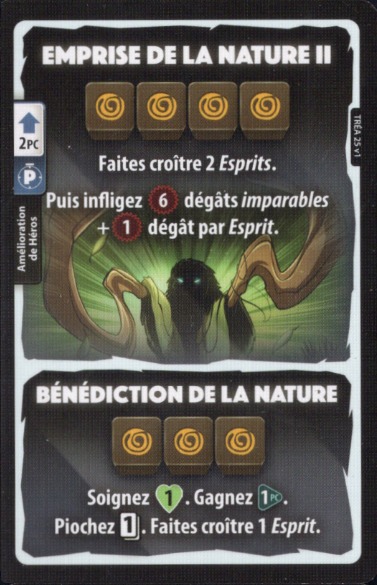 EMPRISE DE LA NATURE II
TRÉA 25 v1
2PC
P
Amélioration
de Héros
Faites croître 2 Esprits.
Puis infligez 6 dégâts imparables
+ 1 dégât par Esprit.
BÉNÉDICTION DE LA NATURE
Soignez 1. Gagnez 1PC.
Piochez 1. Faites croître 1 Esprit.